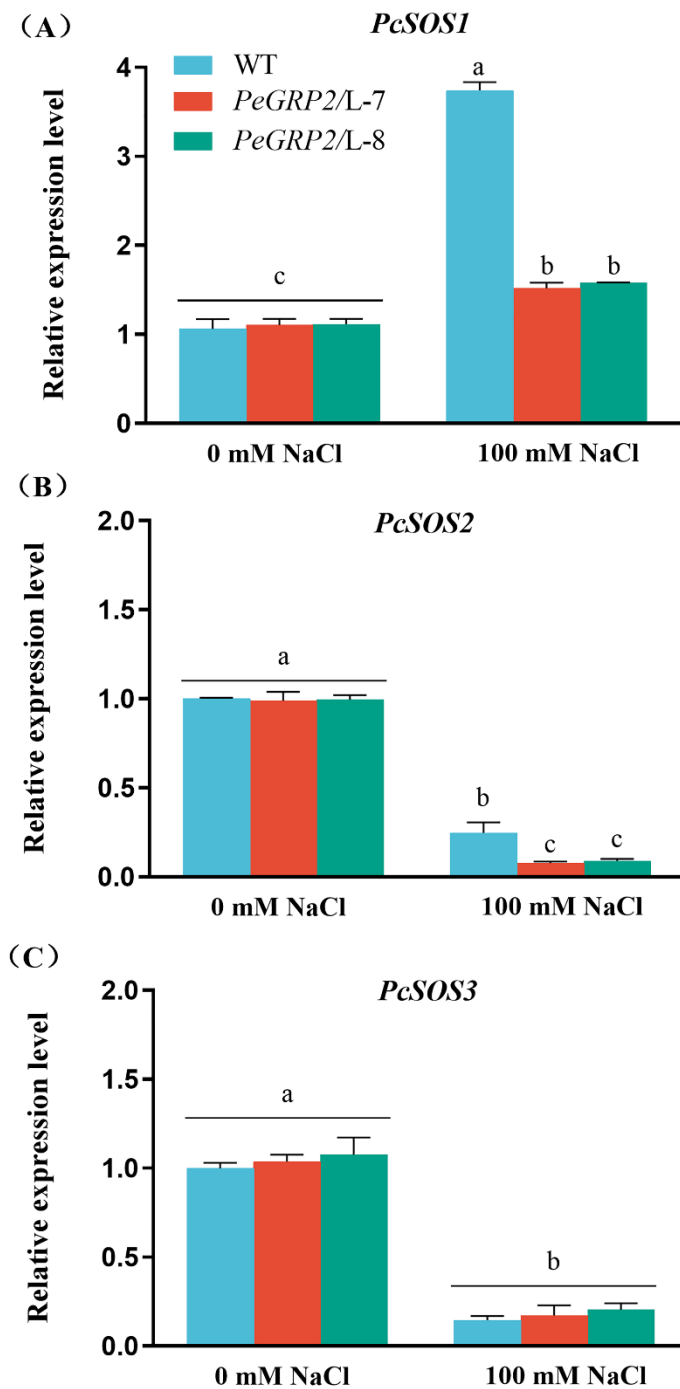 （A）
PcSOS1
WT
PeGRP2/L-7
PeGRP2/L-8
Relative expression level
4
3
2
1
0
c
a
b b
0 mM NaCl 100 mM NaCl
（B）
PcSOS2
Relative expression level
2.0
1.5
1.0
0.5
0.0
a
b
c c
0 mM NaCl 100 mM NaCl
（C）
PcSOS3
Relative expression level
2.0
1.5
1.0
0.5
0.0
a
b
0 mM NaCl 100 mM NaCl